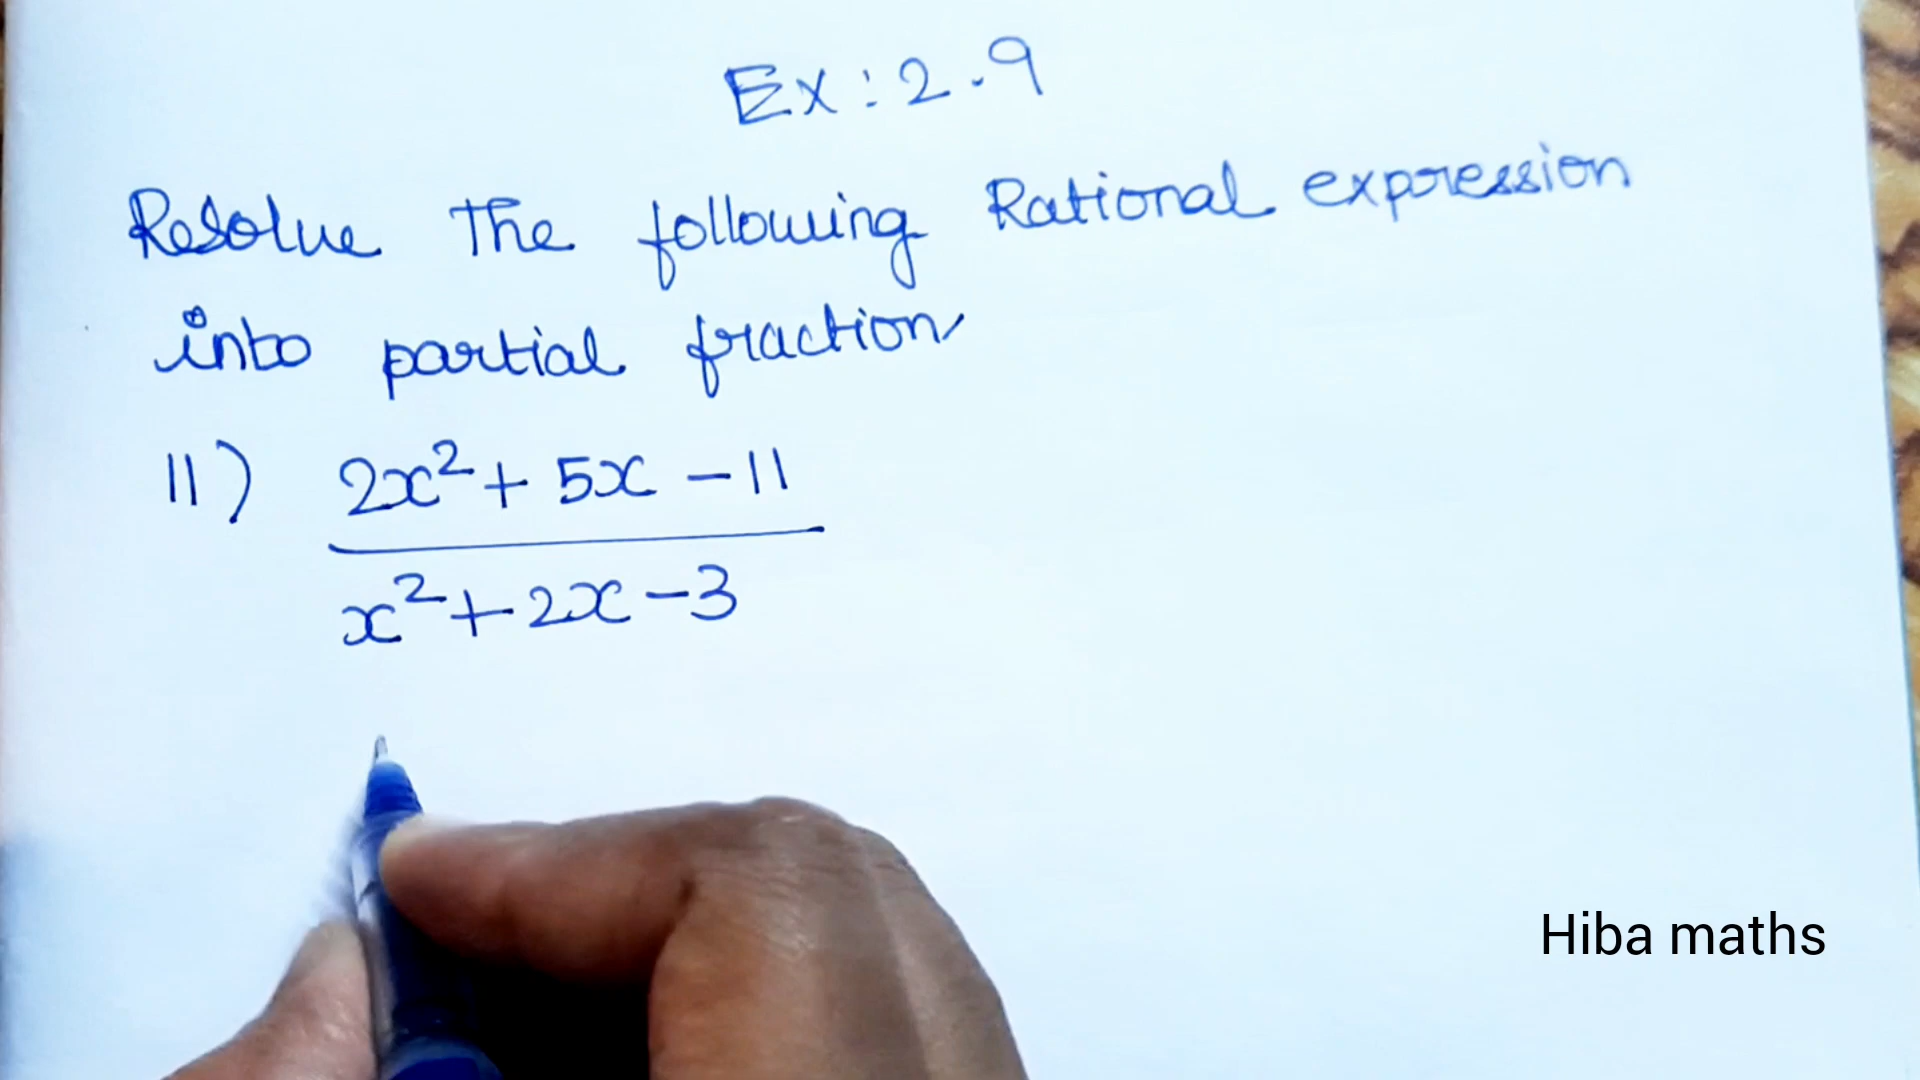 Ex: 2.9
Resolve The following Rational expression
into partial fraction
11) 2x² + 5x - 11
x² + 2x - 3
Hiba maths